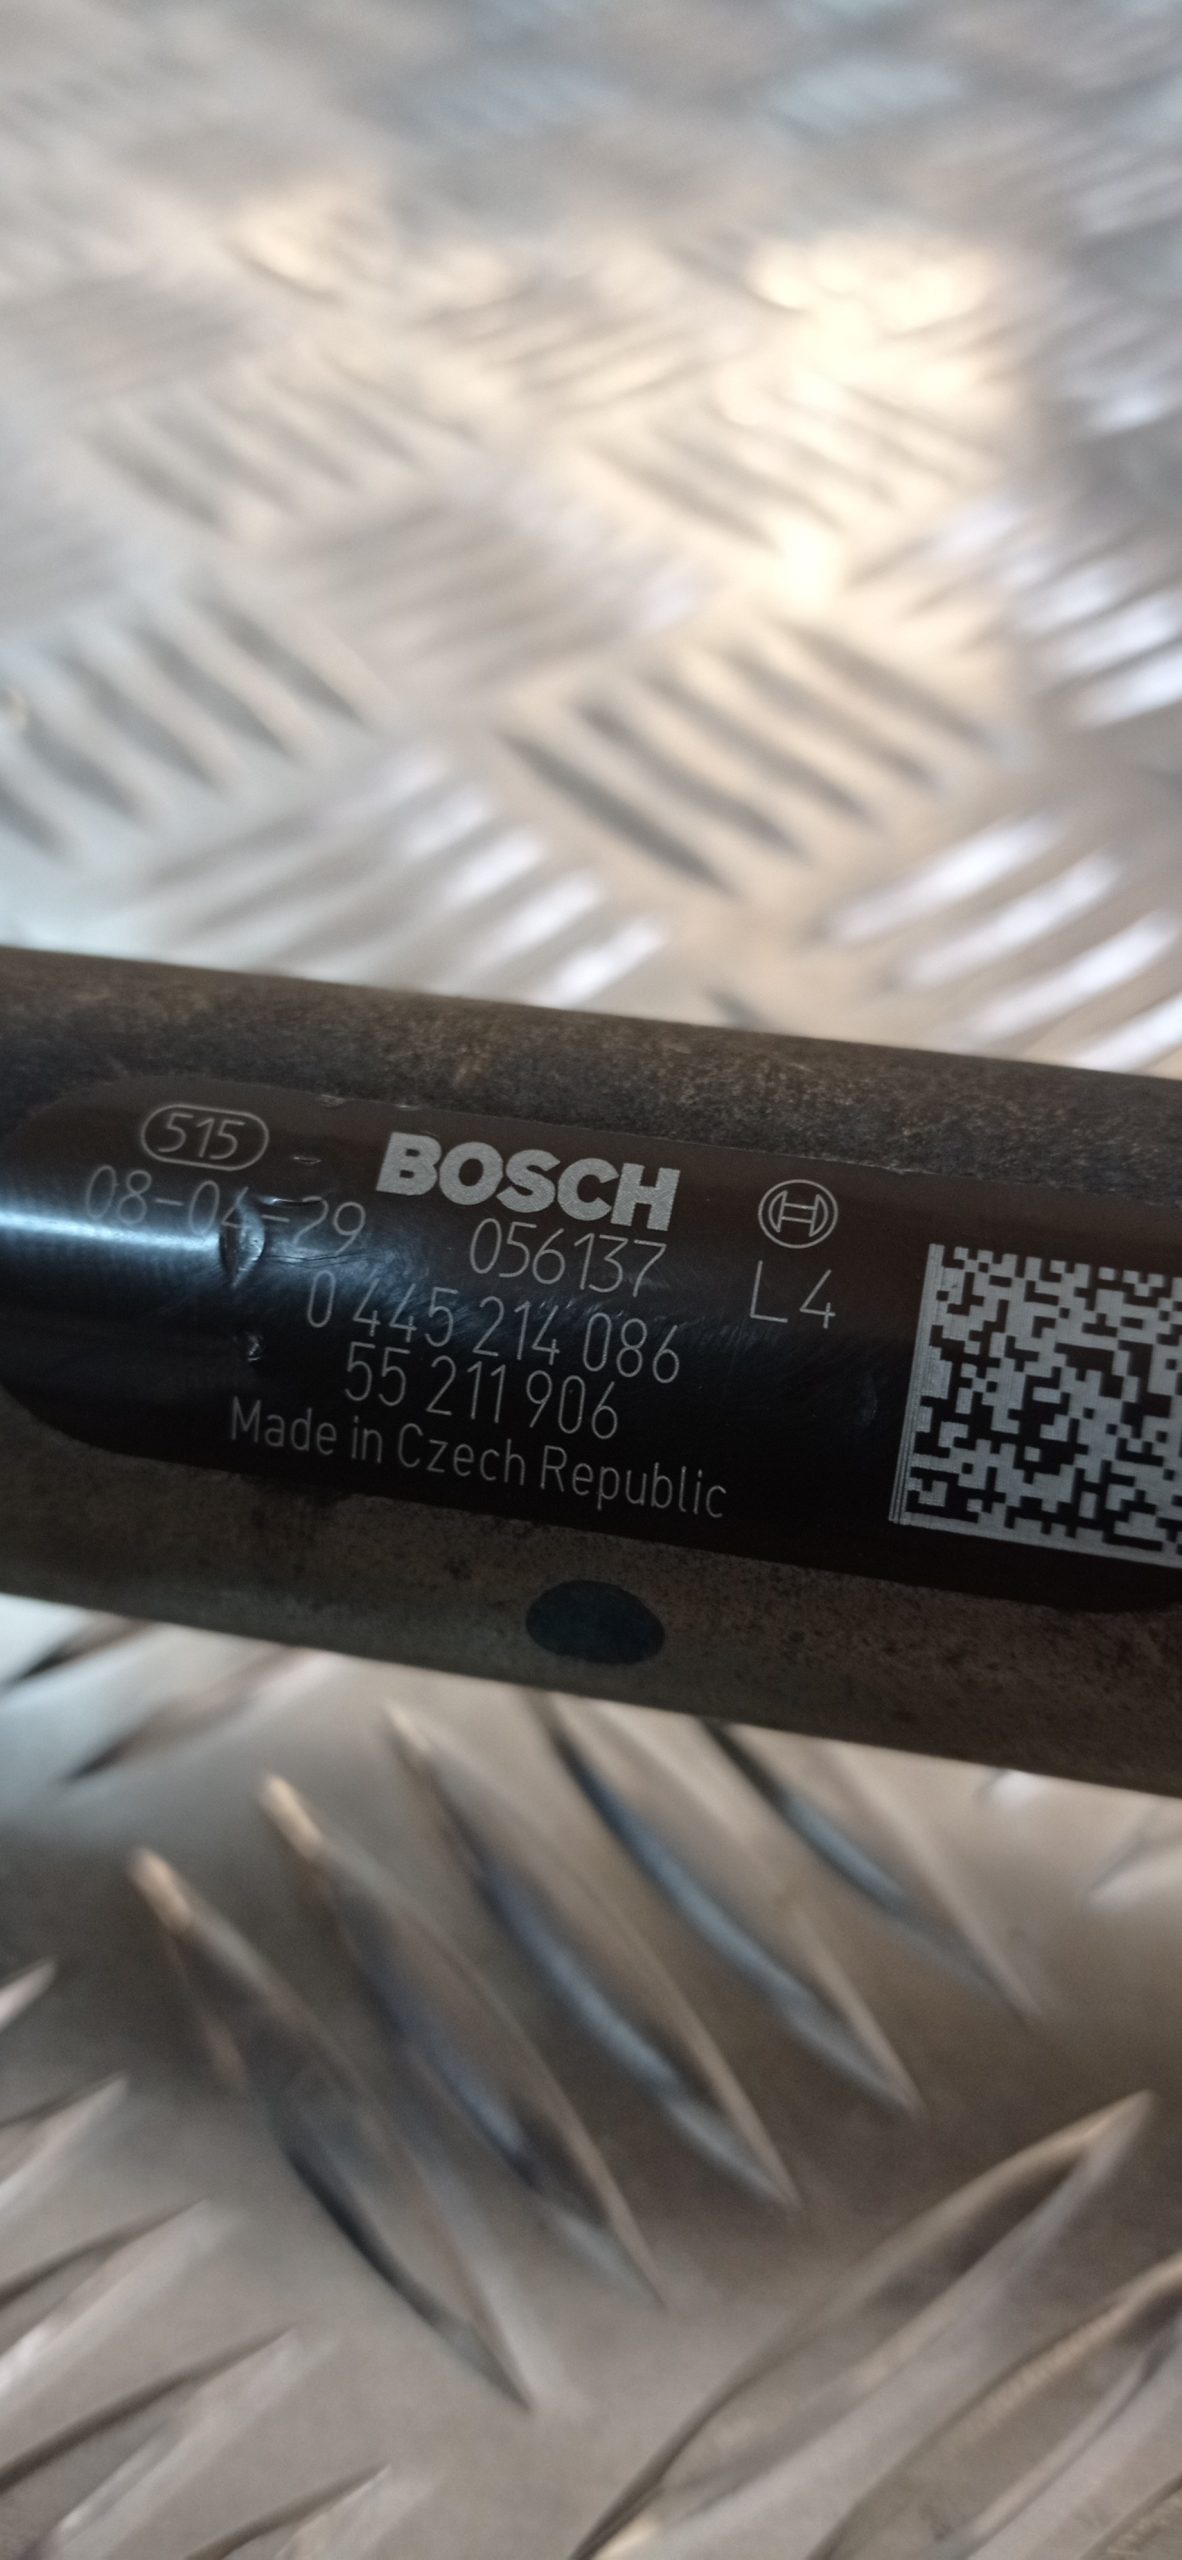 515 BOSCH
08-04-29 056137 L4
0 445 214 086
55 211 906
Made in Czech Republic